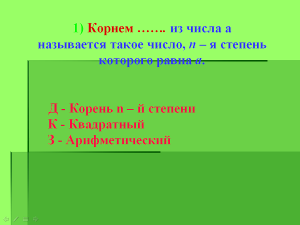 1) Корнем ……. из числа а
называется такое число, n – я степень
которого равна а.
Д - Корень n – й степени
К - Квадратный
З - Арифметический